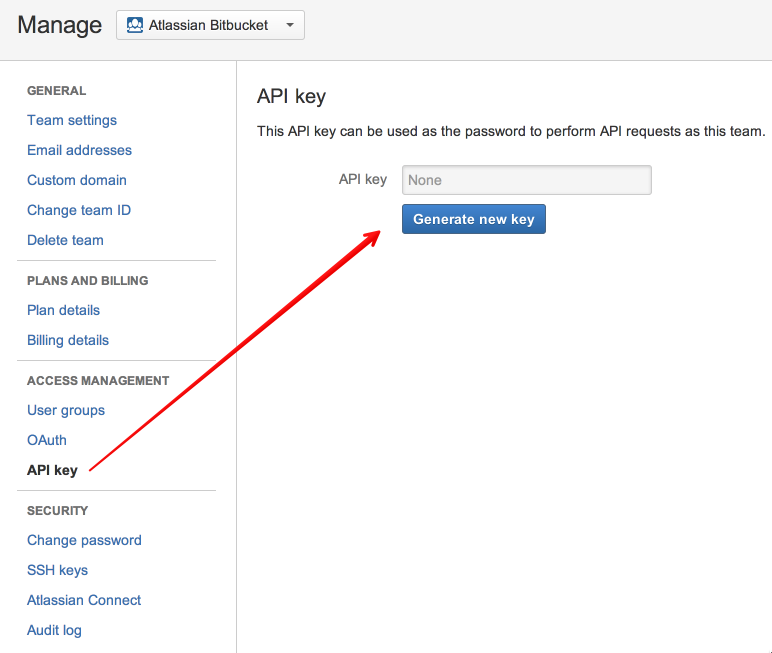 Manage
Atlassian Bitbucket
GENERAL
Team settings
Email addresses
Custom domain
Change team ID
Delete team
PLANS AND BILLING
Plan details
Billing details
ACCESS MANAGEMENT
User groups
OAuth
API key
SECURITY
Change password
SSH keys
Atlassian Connect
Audit log
API key
This API key can be used as the password to perform API requests as this team.
API key None
Generate new key